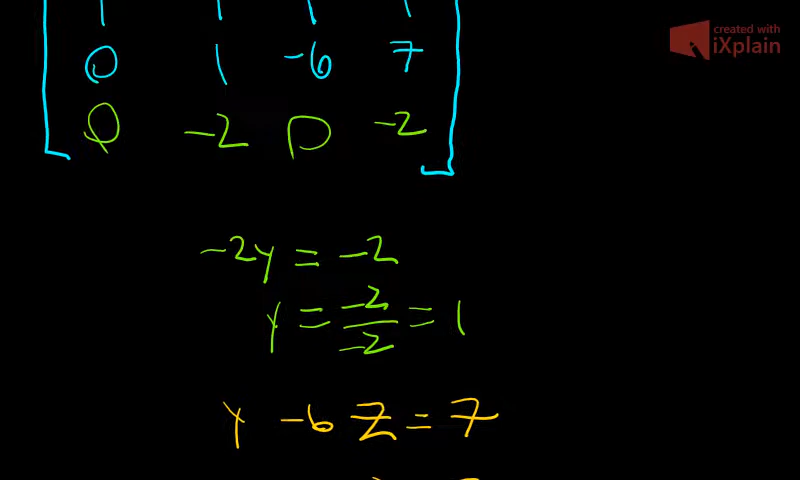 1 1 1 1
created with
iXplain
0 1 -6 7
0 -2 0 -2
-2y = -2
y = -2/-2 = 1
y -6z = 7